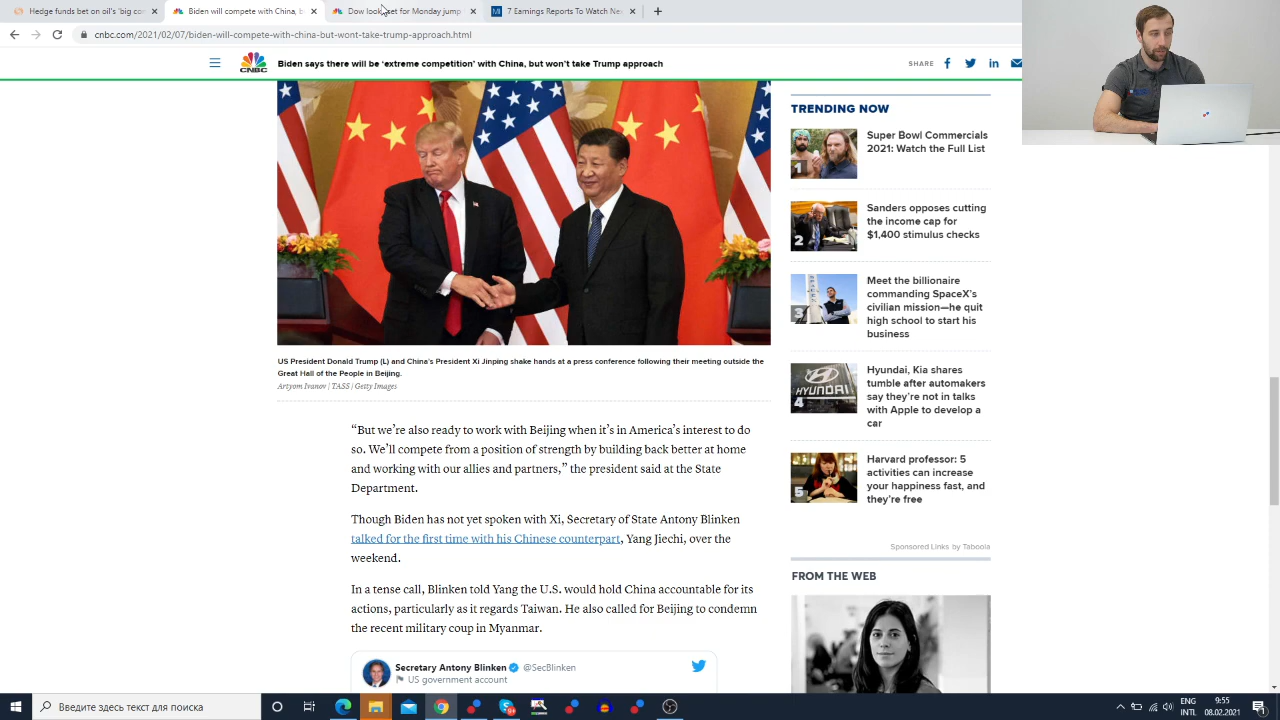 Hedge funds bet on oil's 'big co
Biden will compete with China, b
Dow looks set for Monday jump
Asia Reports To Watch Nex
cnbc.com/2021/02/07/biden-will-compete-with-china-but-wont-take-trump-approach.html
CNBC
Biden says there will be ‘extreme competition’ with China, but won’t take Trump approach
SHARE
TRENDING NOW
1
Super Bowl Commercials
2021: Watch the Full List
2
Sanders opposes cutting
the income cap for
$1,400 stimulus checks
3
Meet the billionaire
commanding SpaceX’s
civilian mission—he quit
high school to start his
business
4
HYUNDAI
Hyundai, Kia shares
tumble after automakers
say they’re not in talks
with Apple to develop a
car
5
Harvard professor: 5
activities can increase
your happiness fast, and
they’re free
Sponsored Links by Taboola
FROM THE WEB
US President Donald Trump (L) and China’s President Xi Jinping shake hands at a press conference following their meeting outside the
Great Hall of the People in Beijing.
Artyom Ivanov | TASS | Getty Images
“But we’re also ready to work with Beijing when it’s in America’s interest to do
so. We’ll compete from a position of strength by building back better at home
and working with our allies and partners,” the president said at the State
Department.
Though Biden has not yet spoken with Xi, Secretary of State Antony Blinken
talked for the first time with his Chinese counterpart, Yang Jiechi, over the
weekend.
In a tense call, Blinken told Yang the U.S. would hold China accountable for its
actions, particularly as it regards Taiwan. He also called for Beijing to condemn
the recent military coup in Myanmar.
Secretary Antony Blinken @SecBlinken
US government account
Введите здесь текст для поиска
ENG
INTL
9:55
08.02.2021